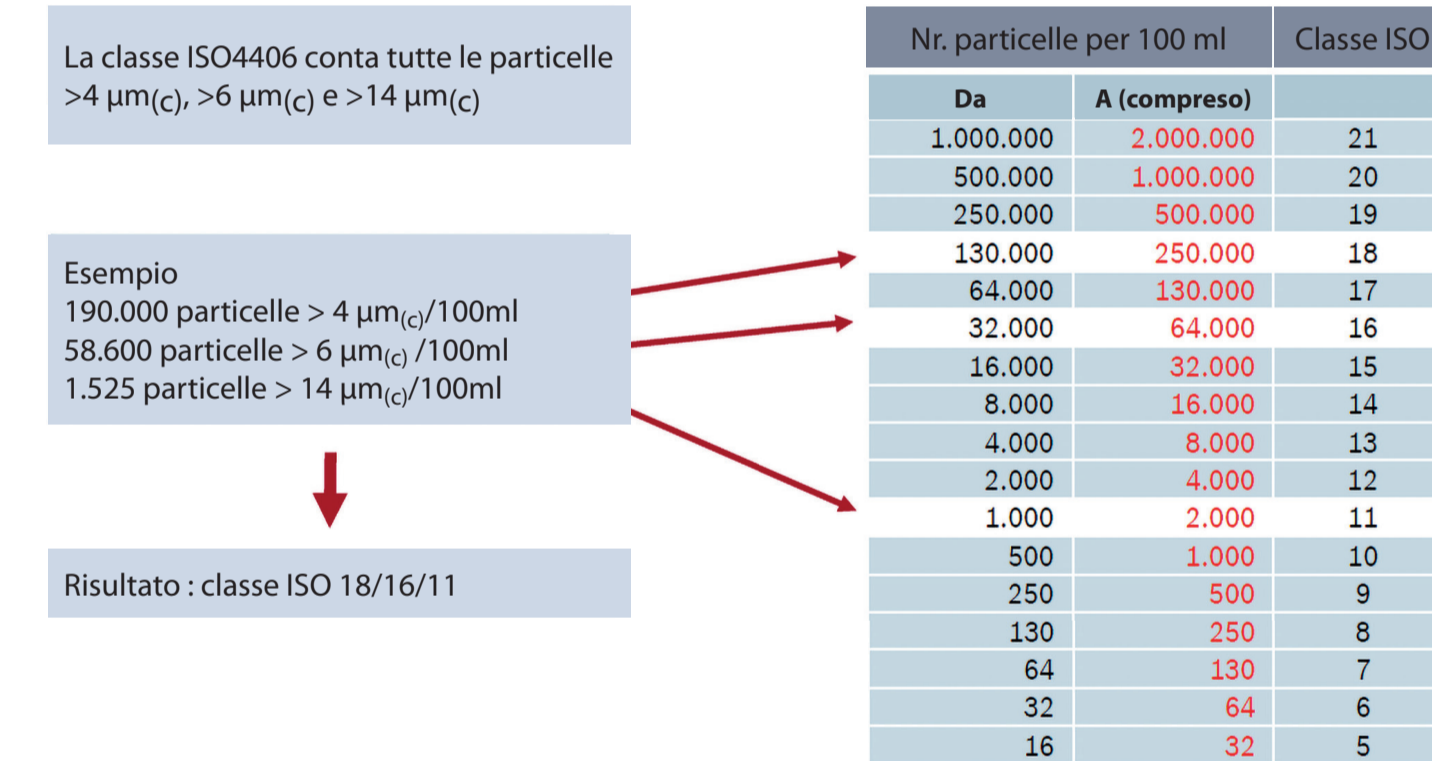 La classe ISO4406 conta tutte le particelle
>4 µm(c), >6 µm(c) e >14 µm(c)
Esempio
190.000 particelle > 4 µm(c)/100ml
58.600 particelle > 6 µm(c) /100ml
1.525 particelle > 14 µm(c)/100ml
Risultato : classe ISO 18/16/11
Nr. particelle per 100 ml Classe ISO
Da A (compreso)
1.000.000 2.000.000 21
500.000 1.000.000 20
250.000 500.000 19
130.000 250.000 18
64.000 130.000 17
32.000 64.000 16
16.000 32.000 15
8.000 16.000 14
4.000 8.000 13
2.000 4.000 12
1.000 2.000 11
500 1.000 10
250 500 9
130 250 8
64 130 7
32 64 6
16 32 5